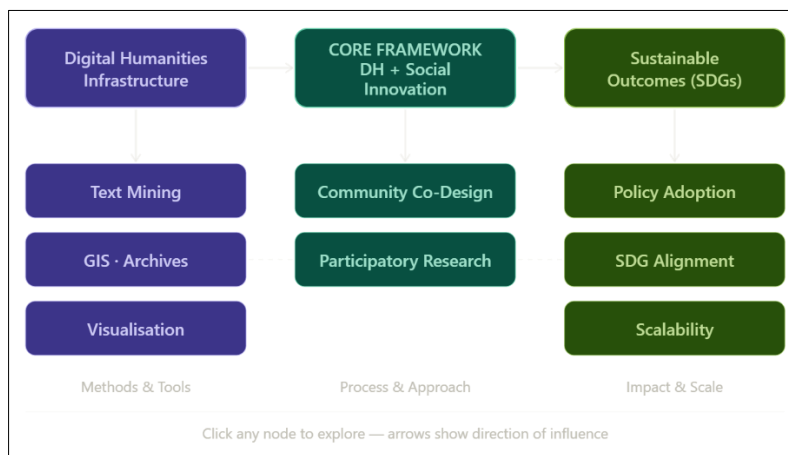 Digital Humanities
Infrastructure
CORE FRAMEWORK
DH + Social
Innovation
Sustainable
Outcomes (SDGs)
Text Mining
Community Co-Design
Policy Adoption
GIS · Archives
Participatory Research
SDG Alignment
Visualisation
Scalability
Methods & Tools
Process & Approach
Impact & Scale
Click any node to explore — arrows show direction of influence